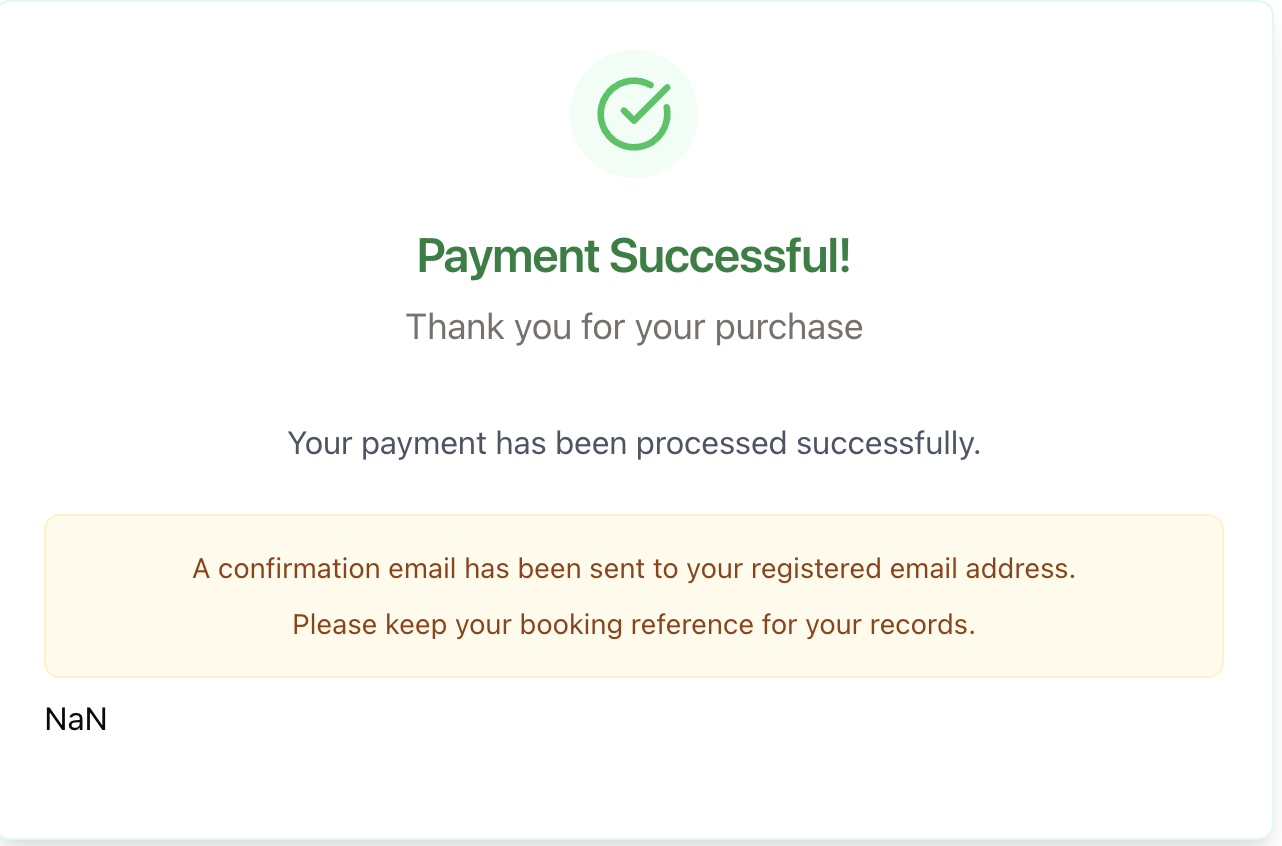 Payment Successful!
Thank you for your purchase
Your payment has been processed successfully.
A confirmation email has been sent to your registered email address.
Please keep your booking reference for your records.
NaN